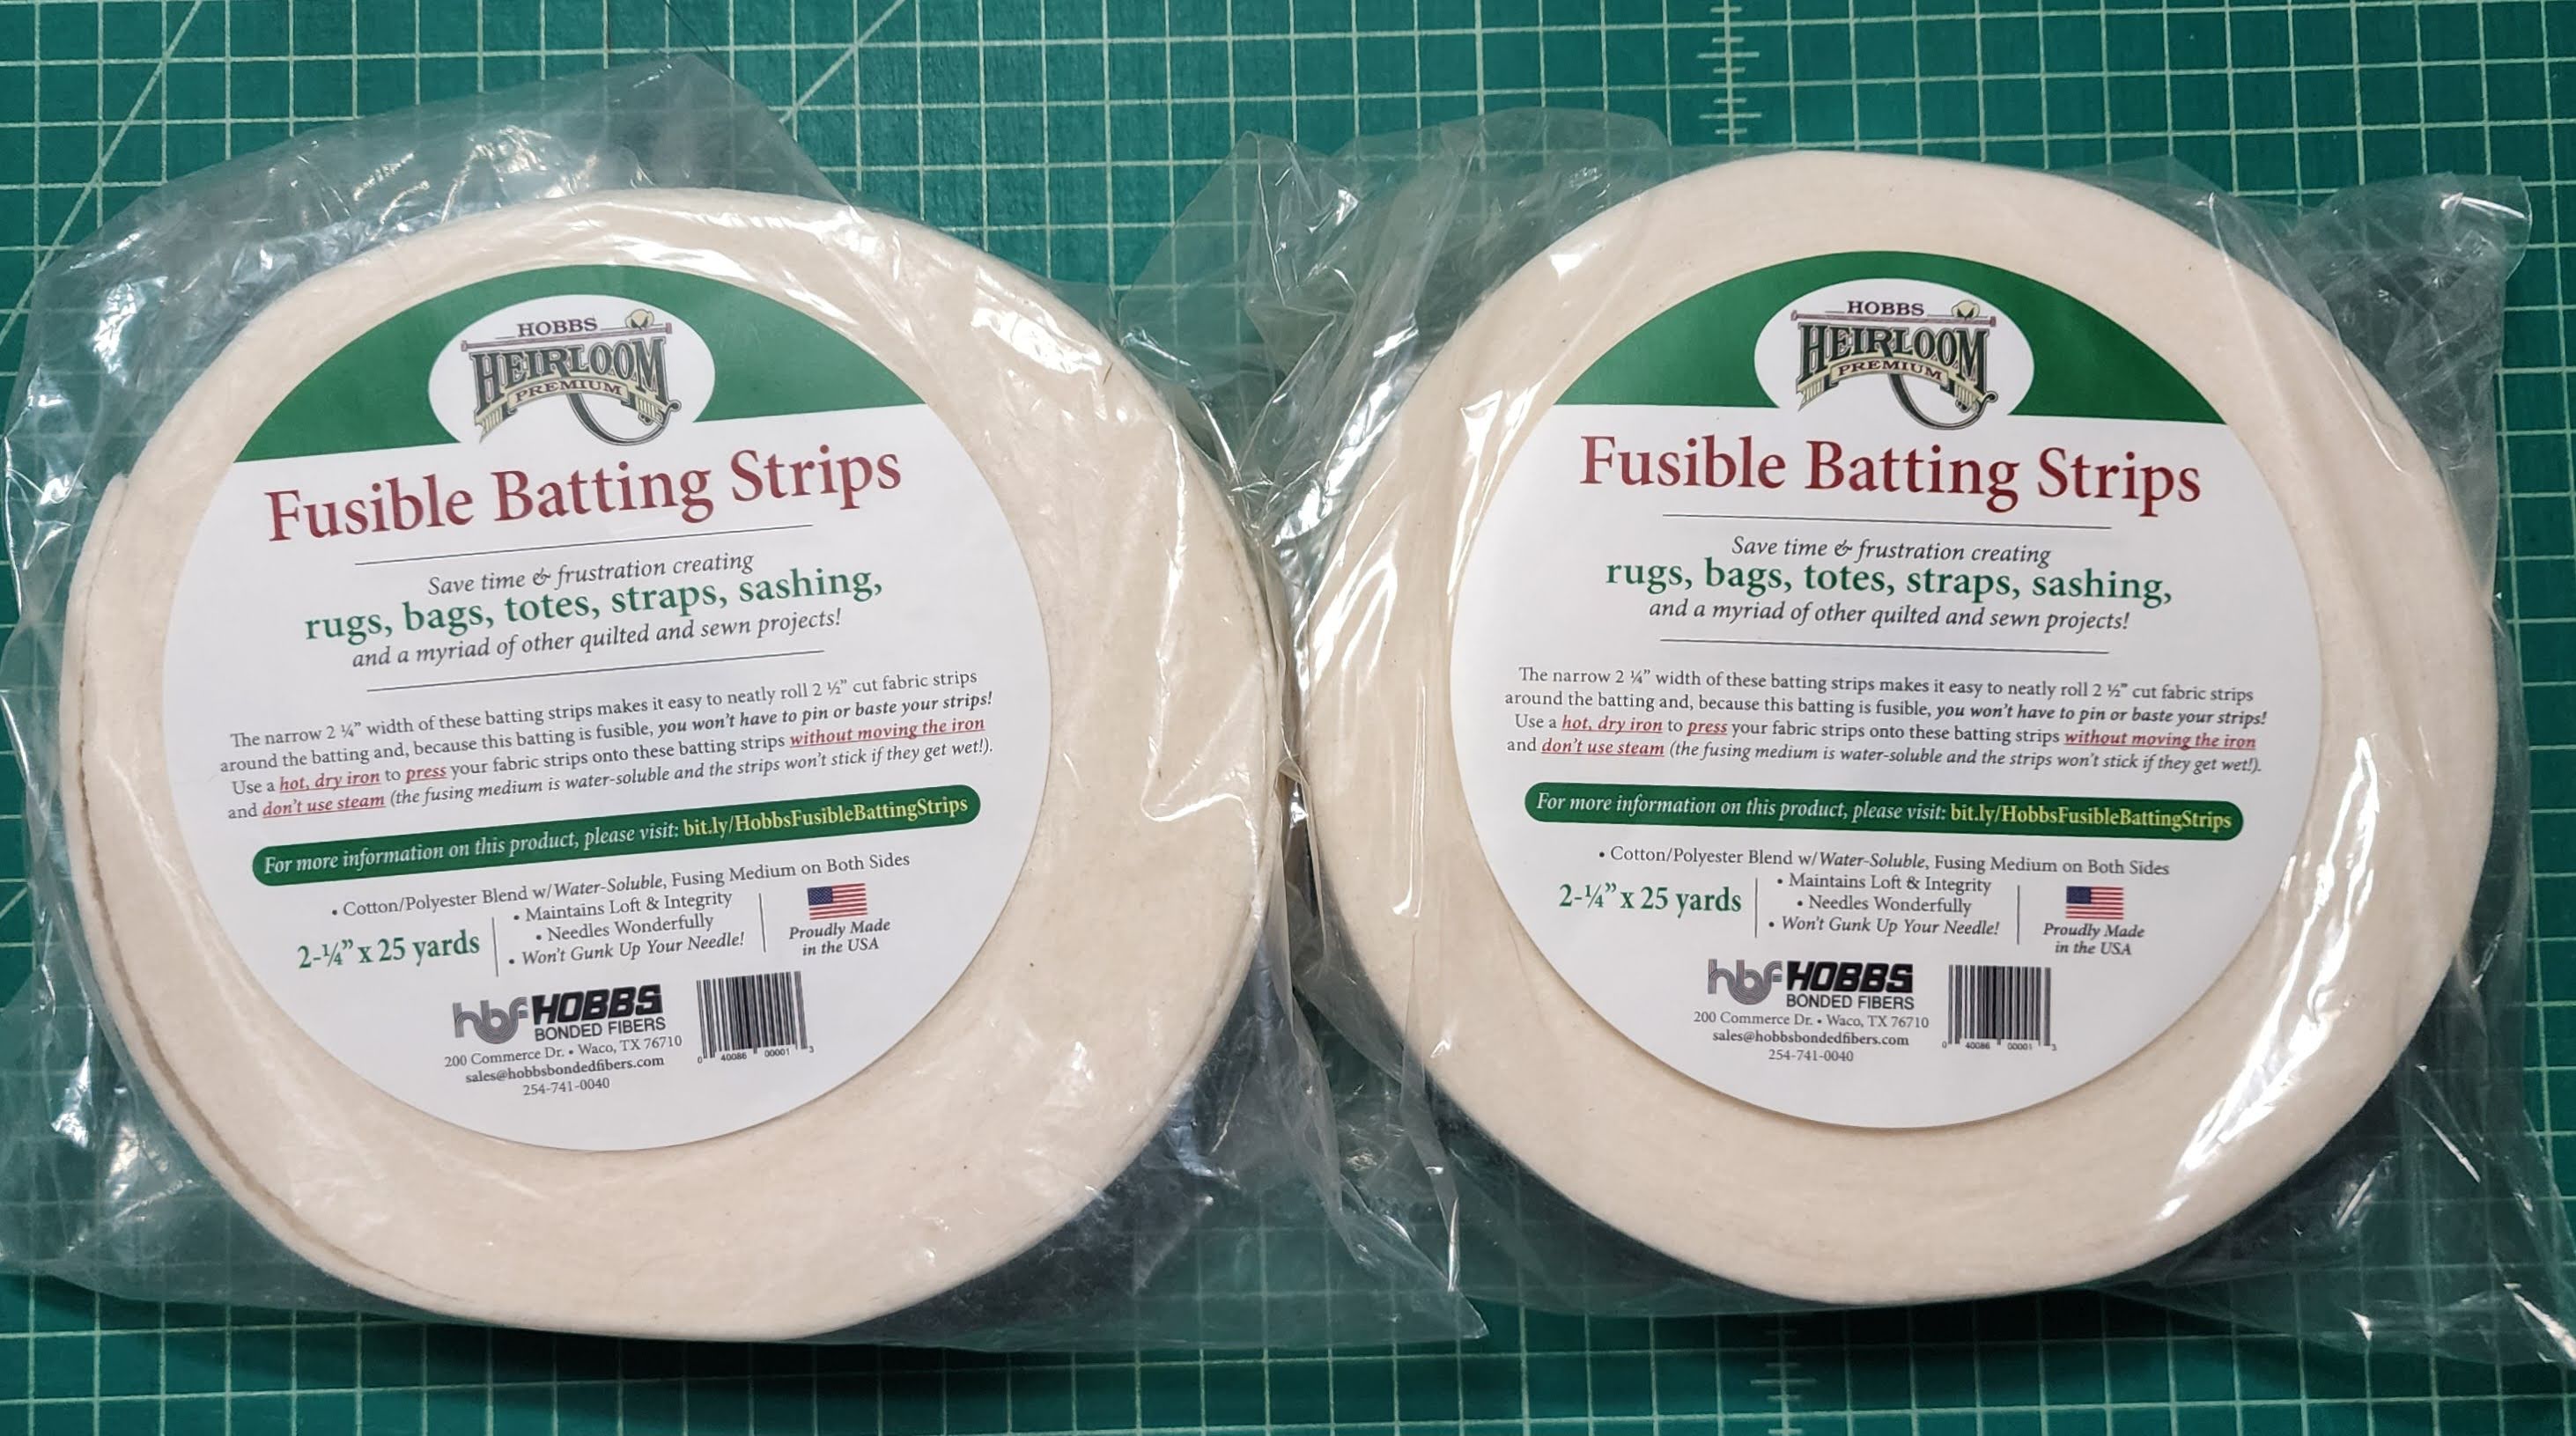 HOBBS
HEIRLOOM
PREMIUM
Fusible Batting Strips
Save time & frustration creating
rugs, bags, totes, straps, sashing,
and a myriad of other quilted and sewn projects!
The narrow 2 ¼” width of these batting strips makes it easy to neatly roll 2 ½” cut fabric strips
around the batting and, because this batting is fusible, you won’t have to pin or baste your strips!
Use a hot, dry iron to press your fabric strips onto these batting strips without moving the iron
and don’t use steam (the fusing medium is water-soluble and the strips won’t stick if they get wet!).
For more information on this product, please visit: bit.ly/HobbsFusibleBattingStrips
• Cotton/Polyester Blend w/Water-Soluble, Fusing Medium on Both Sides
2-¼” x 25 yards
• Maintains Loft & Integrity
• Needles Wonderfully
• Won’t Gunk Up Your Needle!
Proudly Made
in the USA
hbf HOBBS
BONDED FIBERS
200 Commerce Dr. • Waco, TX 76710
sales@hobbsbondedfibers.com
254-741-0040
0 40086 00001 3
HOBBS
HEIRLOOM
PREMIUM
Fusible Batting Strips
Save time & frustration creating
rugs, bags, totes, straps, sashing,
and a myriad of other quilted and sewn projects!
The narrow 2 ¼” width of these batting strips makes it easy to neatly roll 2 ½” cut fabric strips
around the batting and, because this batting is fusible, you won’t have to pin or baste your strips!
Use a hot, dry iron to press your fabric strips onto these batting strips without moving the iron
and don’t use steam (the fusing medium is water-soluble and the strips won’t stick if they get wet!).
For more information on this product, please visit: bit.ly/HobbsFusibleBattingStrips
• Cotton/Polyester Blend w/Water-Soluble, Fusing Medium on Both Sides
2-¼” x 25 yards
• Maintains Loft & Integrity
• Needles Wonderfully
• Won’t Gunk Up Your Needle!
Proudly Made
in the USA
hbf HOBBS
BONDED FIBERS
200 Commerce Dr. • Waco, TX 76710
sales@hobbsbondedfibers.com
254-741-0040
0 40086 00001 3